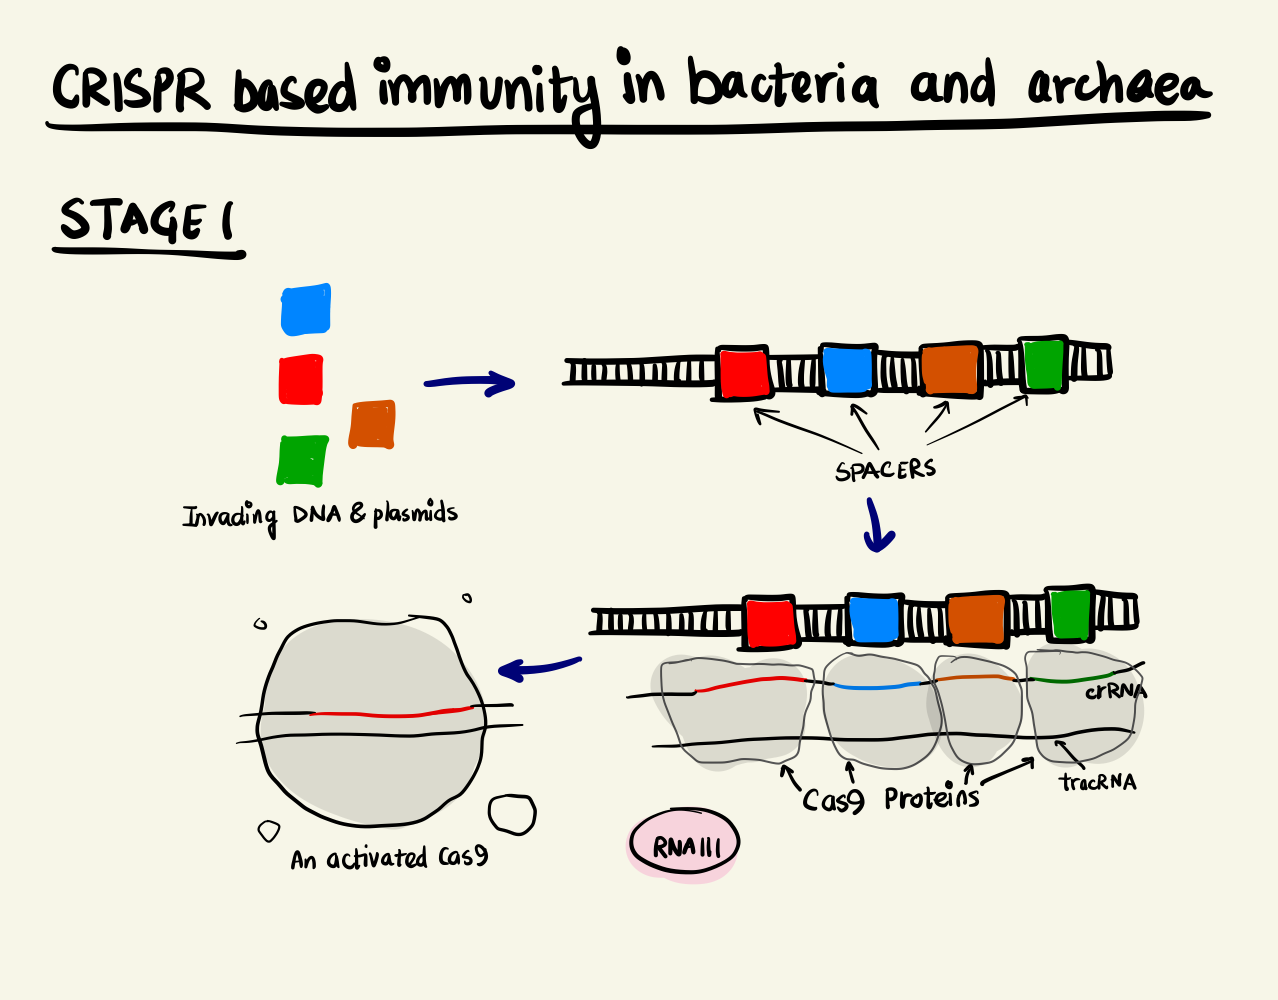 CRISPR based immunity in bacteria and archaea
STAGE 1
Invading DNA & plasmids
SPACERS
crRNA
tracRNA
Cas9 Proteins
RNAIII
An activated Cas9